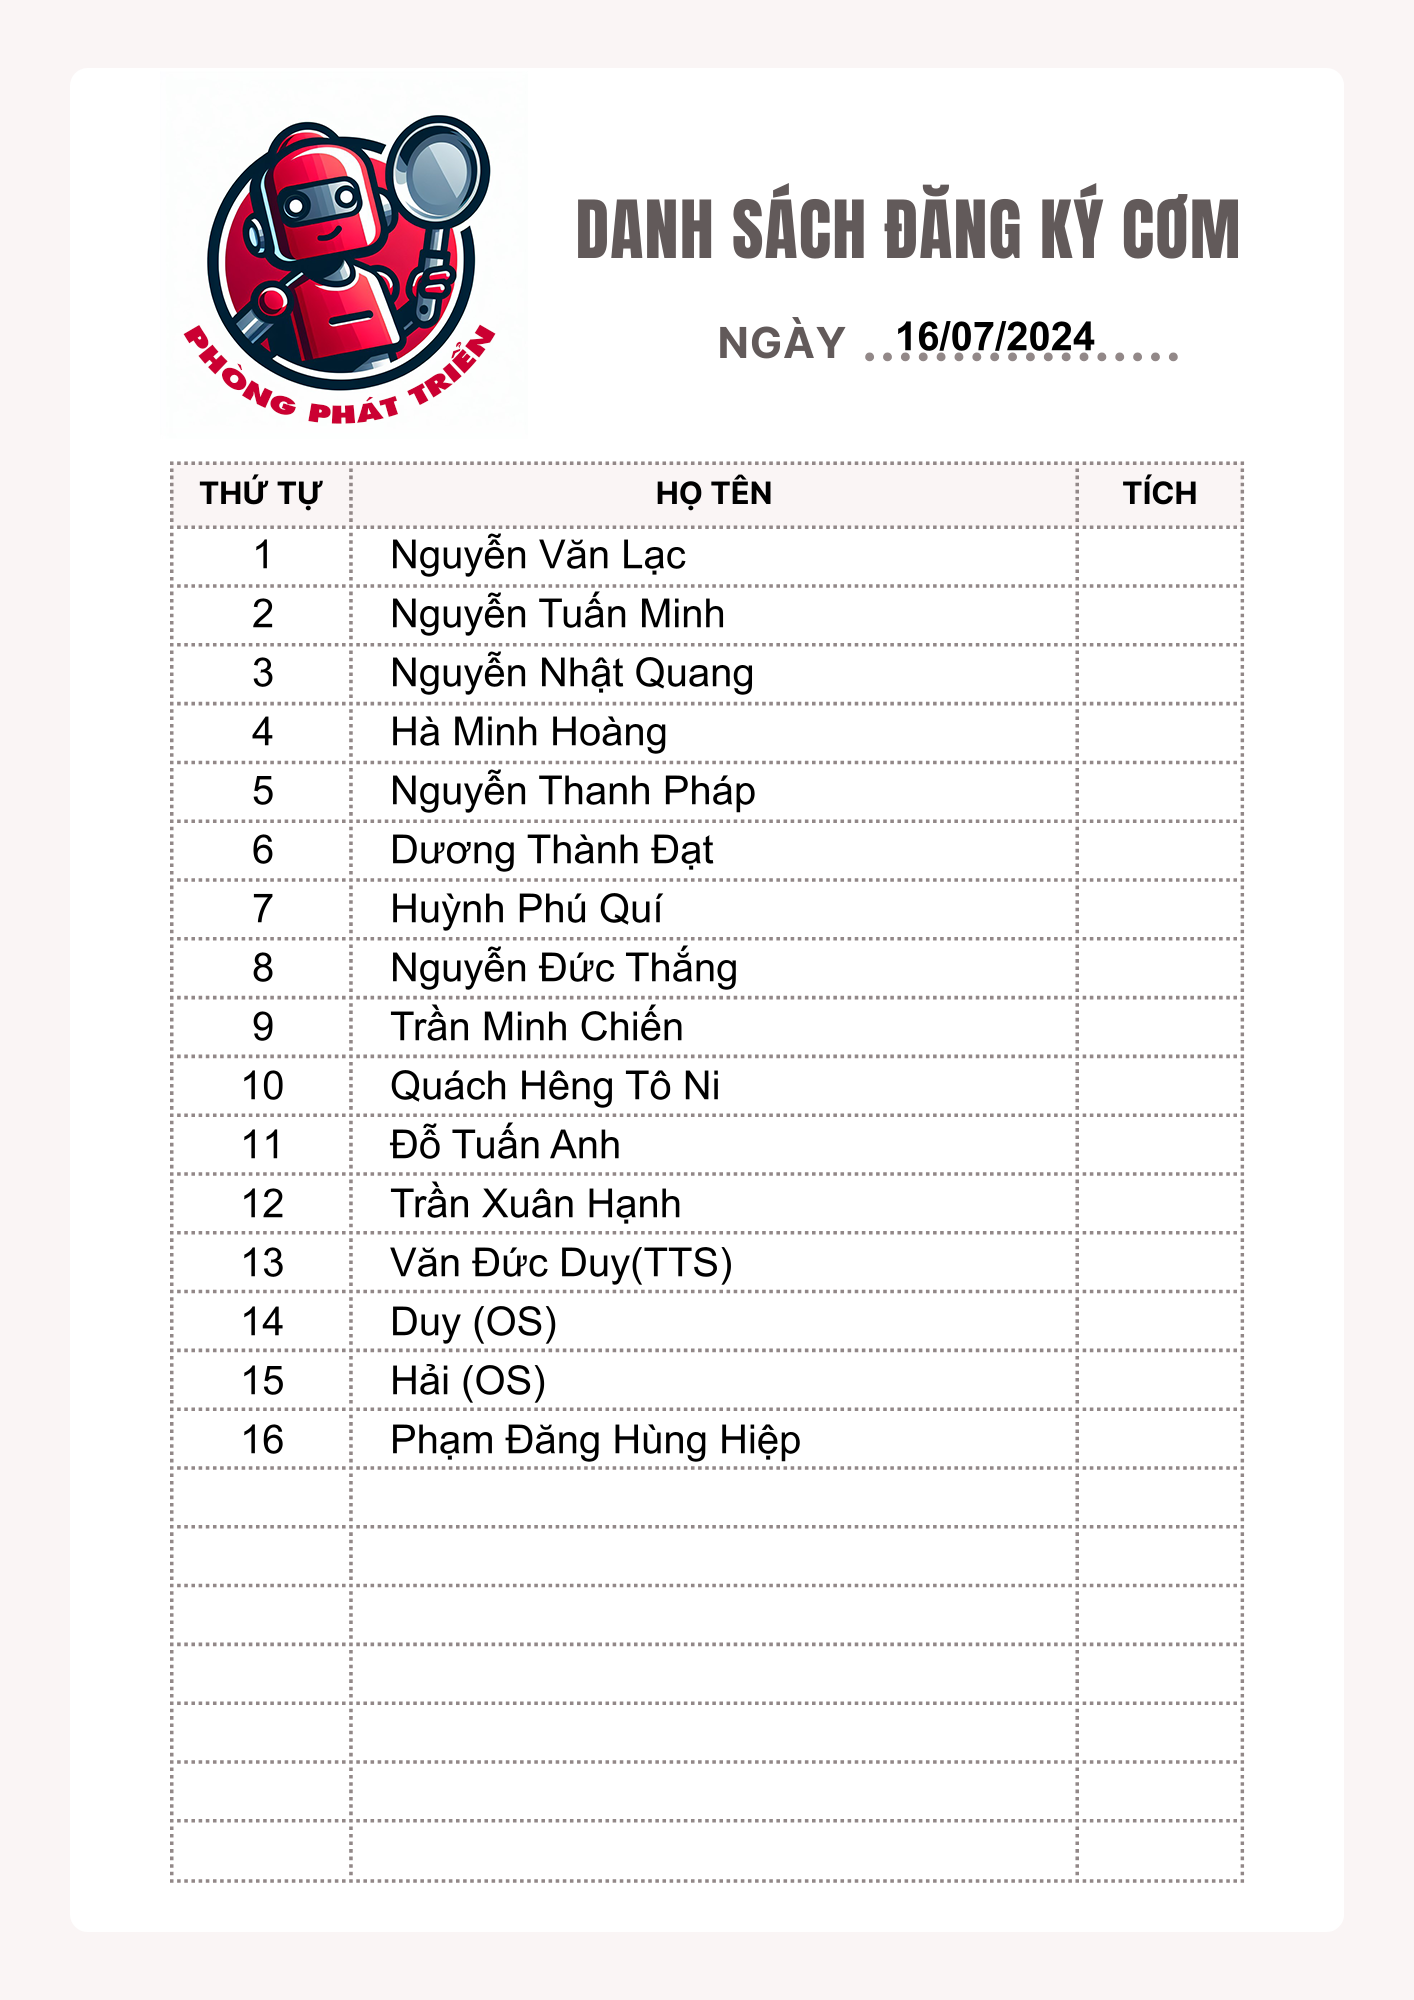 PHÒNG PHÁT TRIỂN
DANH SÁCH ĐĂNG KÝ CƠM
NGÀY 16/07/2024
THỨ TỰ HỌ TÊN TÍCH
1 Nguyễn Văn Lạc
2 Nguyễn Tuấn Minh
3 Nguyễn Nhật Quang
4 Hà Minh Hoàng
5 Nguyễn Thanh Pháp
6 Dương Thành Đạt
7 Huỳnh Phú Quí
8 Nguyễn Đức Thắng
9 Trần Minh Chiến
10 Quách Hêng Tô Ni
11 Đỗ Tuấn Anh
12 Trần Xuân Hạnh
13 Văn Đức Duy(TTS)
14 Duy (OS)
15 Hải (OS)
16 Phạm Đăng Hùng Hiệp